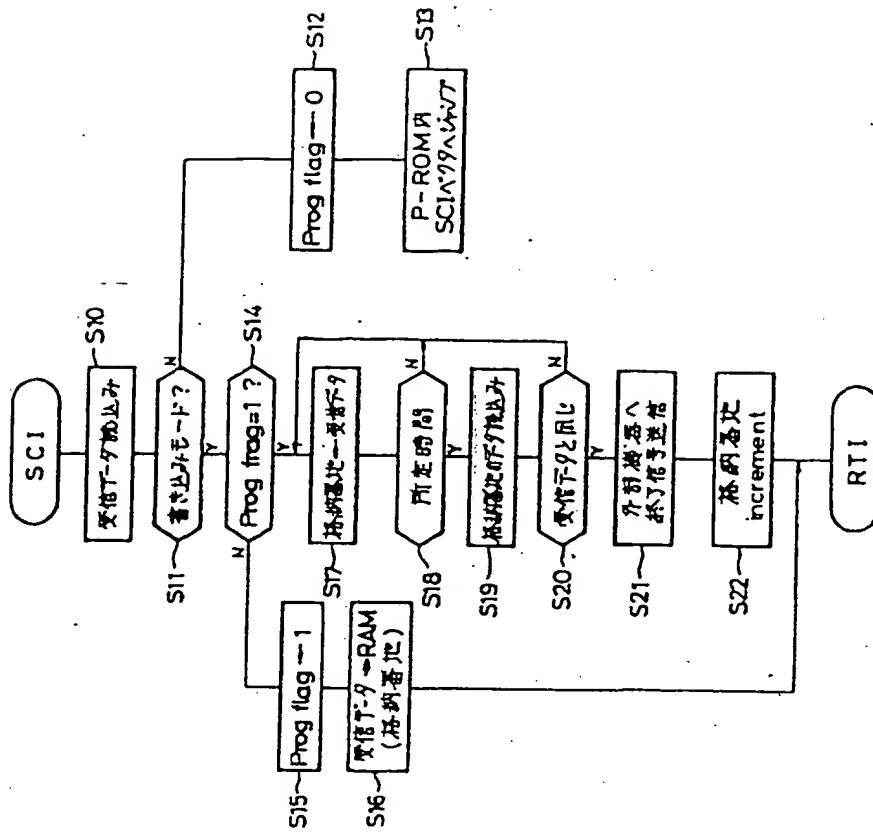 SCI
S10
受信データ読込み
S11
書き込みモード?
N
Y
Prog flag ← 0
S12
P-ROM内
SCIベクタへジャンプ
S13
Prog frag=1 ?
S14
N
Y
Prog flag ← 1
S15
受信データ→RAM
(格納番地)
S16
格納番地←受信データ
S17
所定時間
S18
N
Y
格納番地のデータ読込み
S19
受信データと同じ
S20
N
Y
外部機器へ
終了信号送信
S21
格納番地
increment
S22
RTI